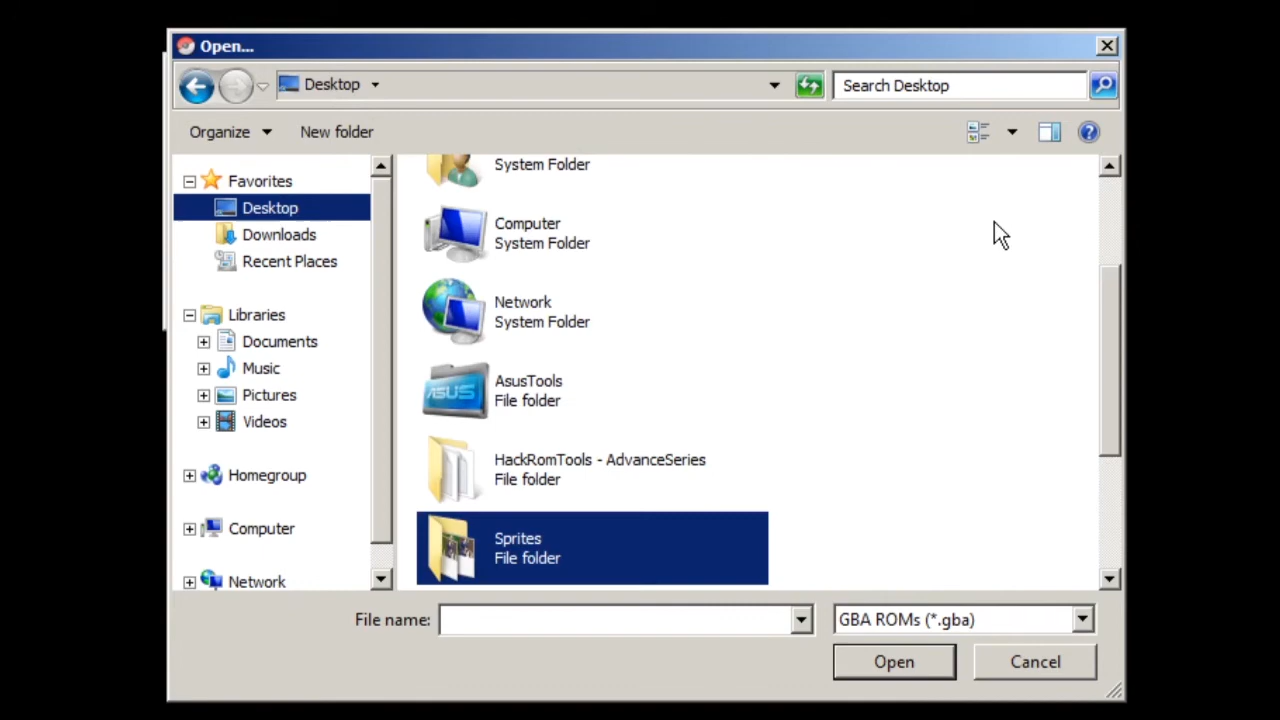 Open...
Desktop
Search Desktop
Organize
New folder
Favorites
Desktop
Downloads
Recent Places
Libraries
Documents
Music
Pictures
Videos
Homegroup
Computer
Network
System Folder
Computer
System Folder
Network
System Folder
ASUS
AsusTools
File folder
HackRomTools - AdvanceSeries
File folder
Sprites
File folder
File name:
GBA ROMs (*.gba)
Open
Cancel